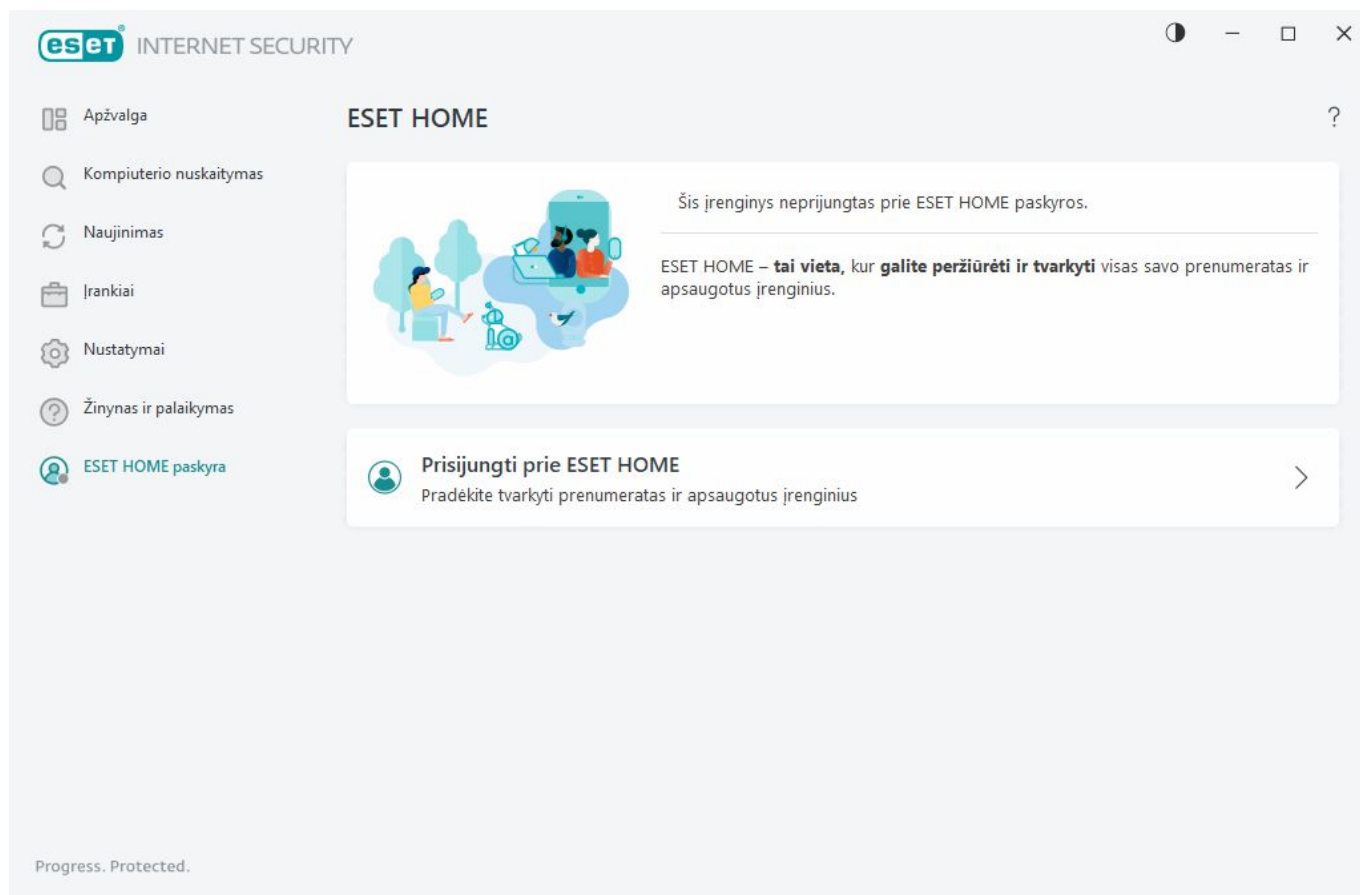 eset® INTERNET SECURITY
Apžvalga
Kompiuterio nuskaitymas
Naujinimas
Įrankiai
Nustatymai
Žinynas ir palaikymas
ESET HOME paskyra
ESET HOME
?
Šis įrenginys neprijungtas prie ESET HOME paskyros.
ESET HOME – tai vieta, kur galite peržiūrėti ir tvarkyti visas savo prenumeratas ir
apsaugotus įrenginius.
Prisijungti prie ESET HOME
Pradėkite tvarkyti prenumeratas ir apsaugotus įrenginius
Progress. Protected.